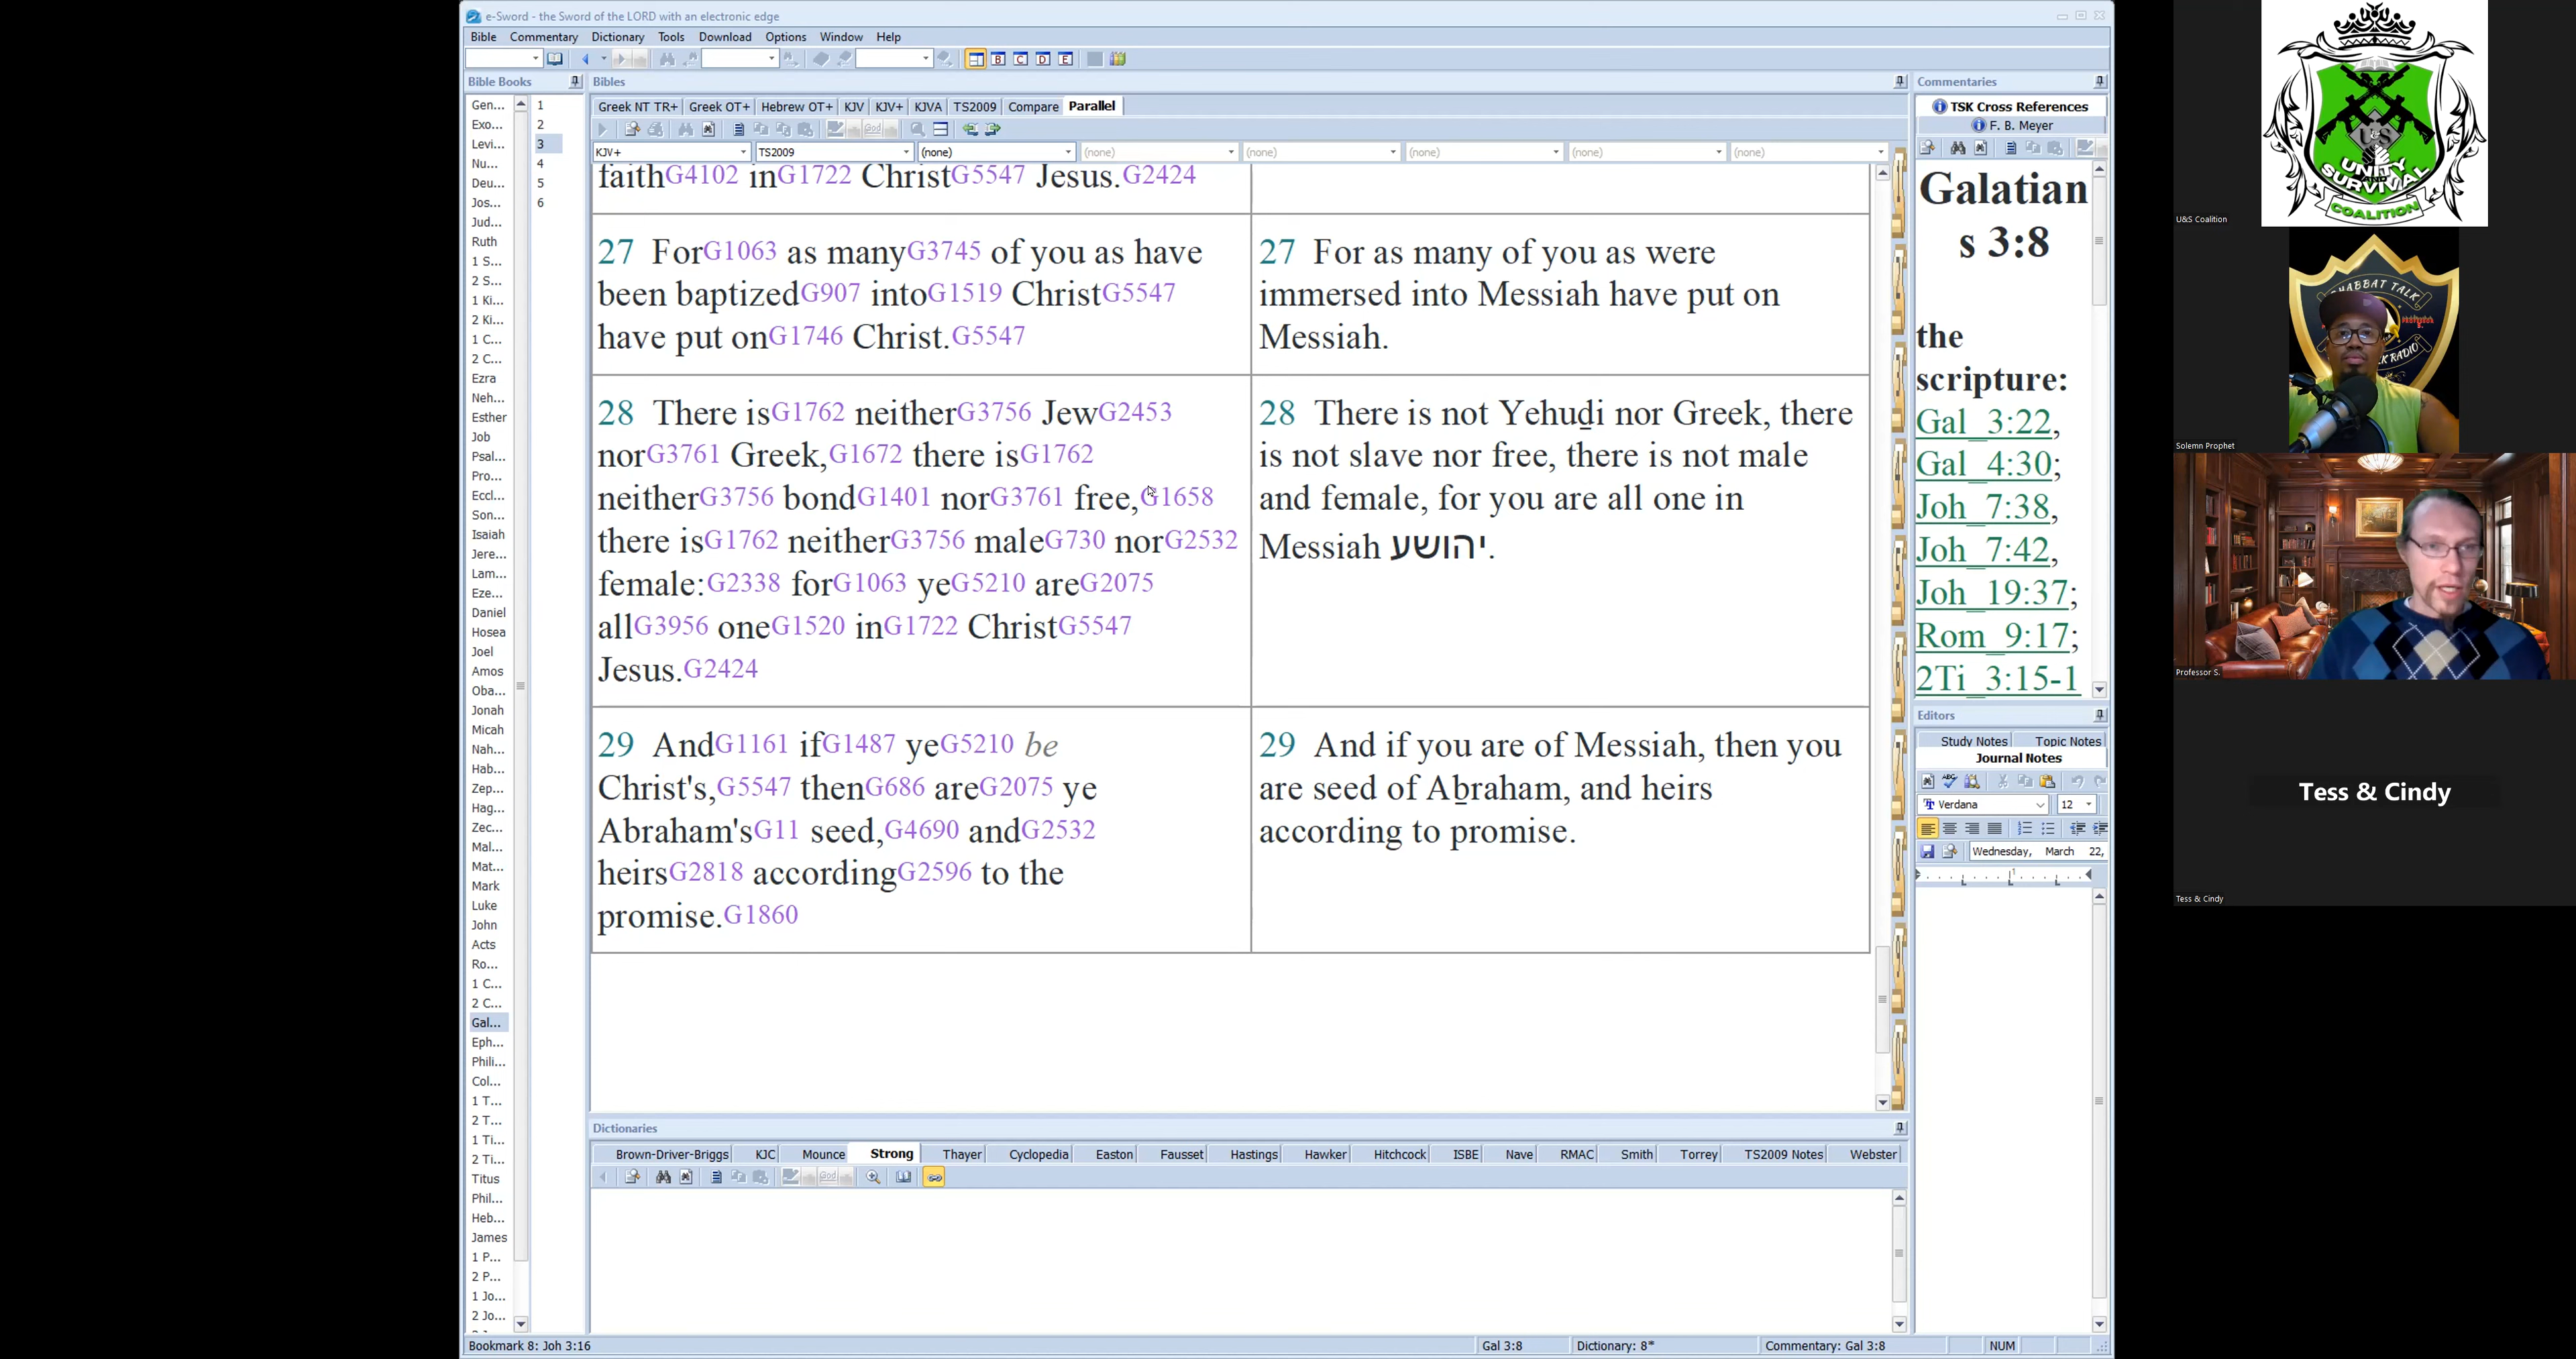 e-Sword - the Sword of the LORD with an electronic edge
Bible Commentary Dictionary Tools Download Options Window Help
B C D E
Bible Books
Gen...
Exo...
Levi...
Nu...
Deu...
Jos...
Jud...
Ruth
1 S...
2 S...
1 Ki...
2 Ki...
1 C...
2 C...
Ezra
Neh...
Esther
Job
Psal...
Pro...
Eccl...
Son...
Isaiah
Jere...
Lam...
Eze...
Daniel
Hosea
Joel
Amos
Oba...
Jonah
Micah
Nah...
Hab...
Zep...
Hag...
Zec...
Mal...
Mat...
Mark
Luke
John
Acts
Ro...
1 C...
2 C...
Gal...
Eph...
Phili...
Col...
1 T...
2 T...
1 Ti...
2 Ti...
Titus
Phil...
Heb...
James
1 P...
2 P...
1 Jo...
2 Jo...
1
2
3
4
5
6
Bibles
Greek NT TR+ Greek OT+ Hebrew OT+ KJV KJV+ KJVA TS2009 Compare Parallel
God
KJV+ TS2009 (none) (none) (none) (none) (none) (none)
faithG4102 inG1722 ChristG5547 Jesus.G2424
27 ForG1063 as manyG3745 of you as have
been baptizedG907 intoG1519 ChristG5547
have put onG1746 Christ.G5547
28 There isG1762 neitherG3756 JewG2453
norG3761 Greek,G1672 there isG1762
neitherG3756 bondG1401 norG3761 free,G1658
there isG1762 neitherG3756 maleG730 norG2532
female:G2338 forG1063 yeG5210 areG2075
allG3956 oneG1520 inG1722 ChristG5547
Jesus.G2424
29 AndG1161 ifG1487 yeG5210 be
Christ's,G5547 thenG686 areG2075 ye
Abraham'sG11 seed,G4690 andG2532
heirsG2818 accordingG2596 to the
promise.G1860
27 For as many of you as were
immersed into Messiah have put on
Messiah.
28 There is not Yehuḏi nor Greek, there
is not slave nor free, there is not male
and female, for you are all one in
Messiah יהושע.
29 And if you are of Messiah, then you
are seed of Aḇraham, and heirs
according to promise.
Dictionaries
Brown-Driver-Briggs KJC Mounce Strong Thayer Cyclopedia Easton Fausset Hastings Hawker Hitchcock ISBE Nave RMAC Smith Torrey TS2009 Notes Webster
God
Commentaries
TSK Cross References
F. B. Meyer
Galatian
s 3:8
the
scripture:
Gal_3:22,
Gal_4:30;
Joh_7:38,
Joh_7:42,
Joh_19:37;
Rom_9:17;
2Ti_3:15-1
Editors
Study Notes Topic Notes
Journal Notes
Verdana 12
Wednesday, March 22,
1
Bookmark 8: Joh 3:16 Gal 3:8 Dictionary: 8* Commentary: Gal 3:8 NUM
U&S
UNITY
AND
SURVIVAL
COALITION
U&S Coalition
SHABBAT TALK
RADIO
Solemn Prophet
Professor S.
Tess & Cindy
Tess & Cindy